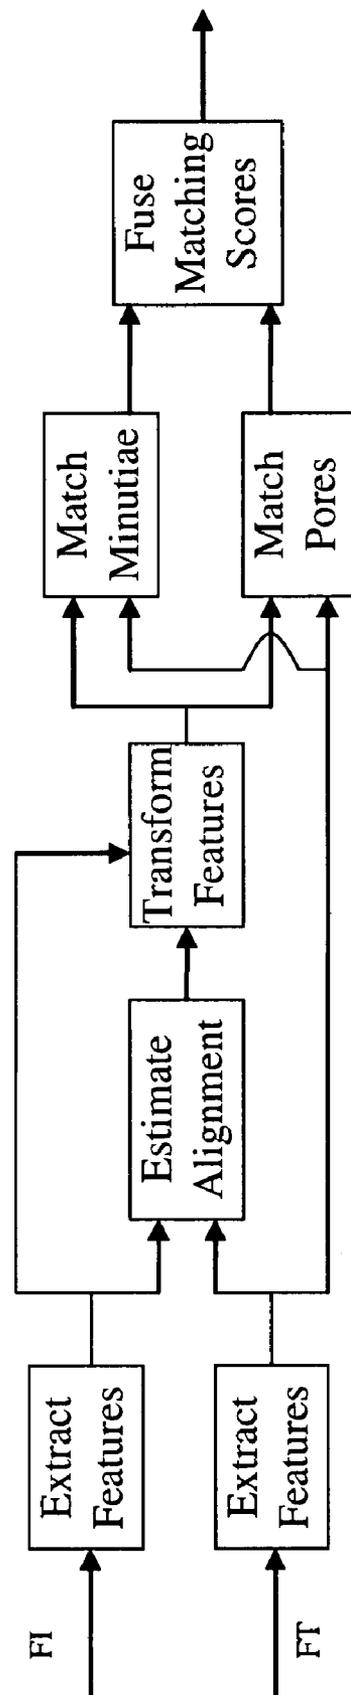 FI
Extract
Features
FT
Extract
Features
Estimate
Alignment
Transform
Features
Match
Minutiae
Match
Pores
Fuse
Matching
Scores